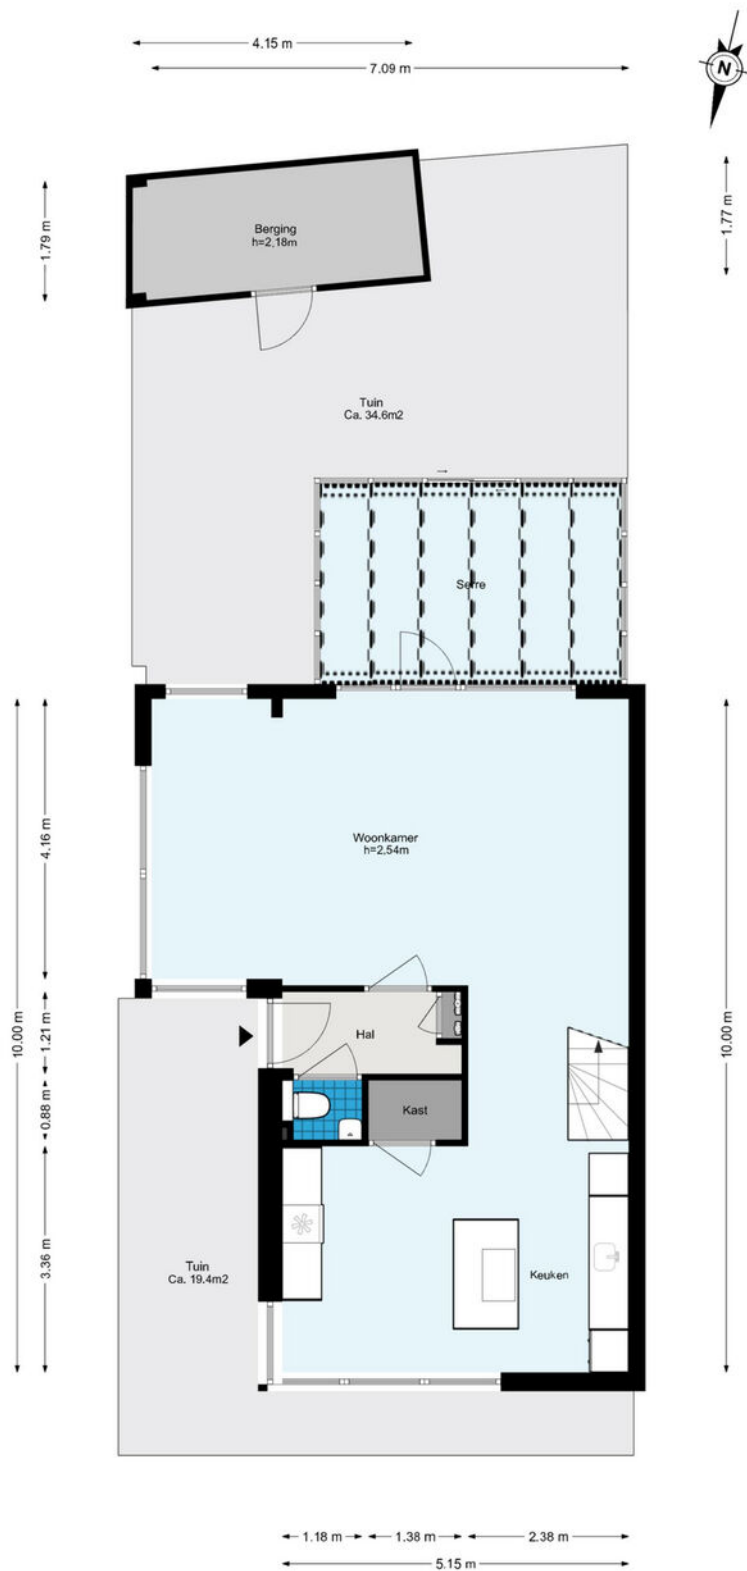 4.15 m
7.09 m
N
1.79 m
1.77 m
Berging
h=2,18m
Tuin
Ca. 34.6m2
Serre
10.00 m
4.16 m
1.21 m
0.88 m
3.36 m
10.00 m
Woonkamer
h=2,54m
Hal
Kast
Tuin
Ca. 19.4m2
Keuken
1.18 m
1.38 m
2.38 m
5.15 m